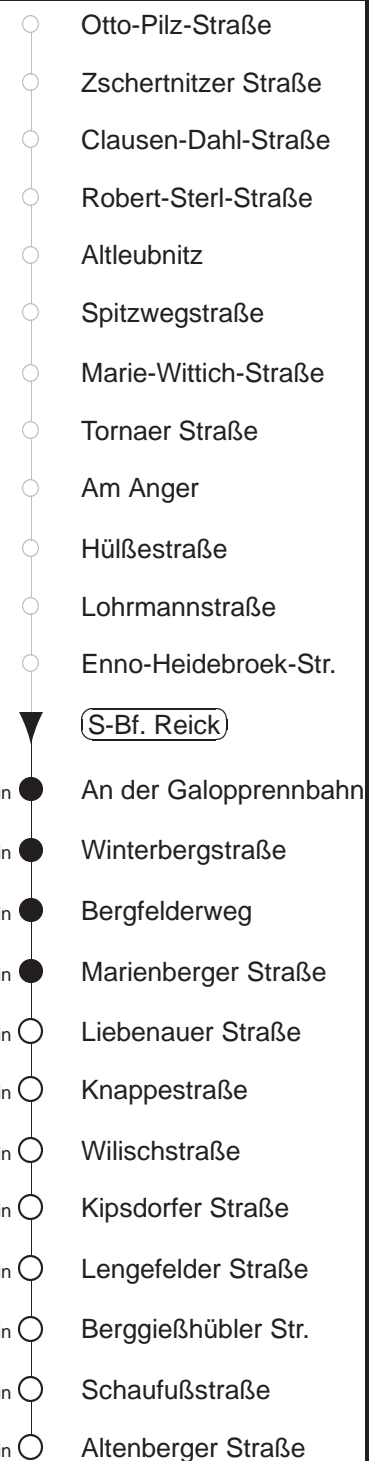 Otto-Pilz-Straße
Zschertnitzer Straße
Clausen-Dahl-Straße
Robert-Sterl-Straße
Altleubnitz
Spitzwegstraße
Marie-Wittich-Straße
Tornaer Straße
Am Anger
Hülßestraße
Lohrmannstraße
Enno-Heidebroek-Str.
S-Bf. Reick
An der Galopprennbahn
Winterbergstraße
Bergfelderweg
Marienberger Straße
Liebenauer Straße
Knappestraße
Wilischstraße
Kipsdorfer Straße
Lengefelder Straße
Berggießhübler Str.
Schaufußstraße
Altenberger Straße